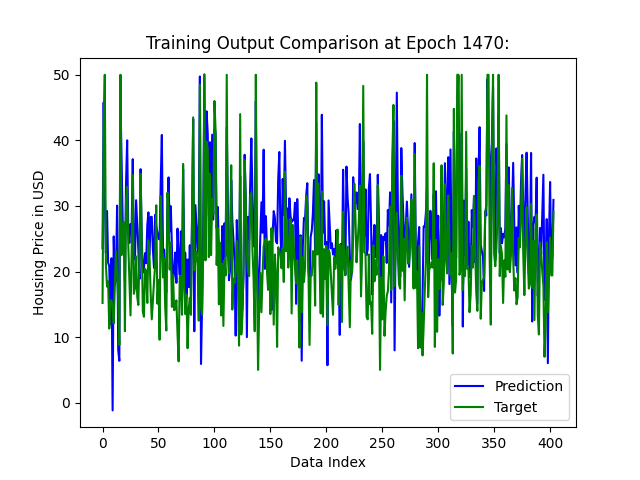 Training Output Comparison at Epoch 1470:
50
40
30
20
10
0
Housing Price in USD
0 50 100 150 200 250 300 350 400
Data Index
Prediction
Target